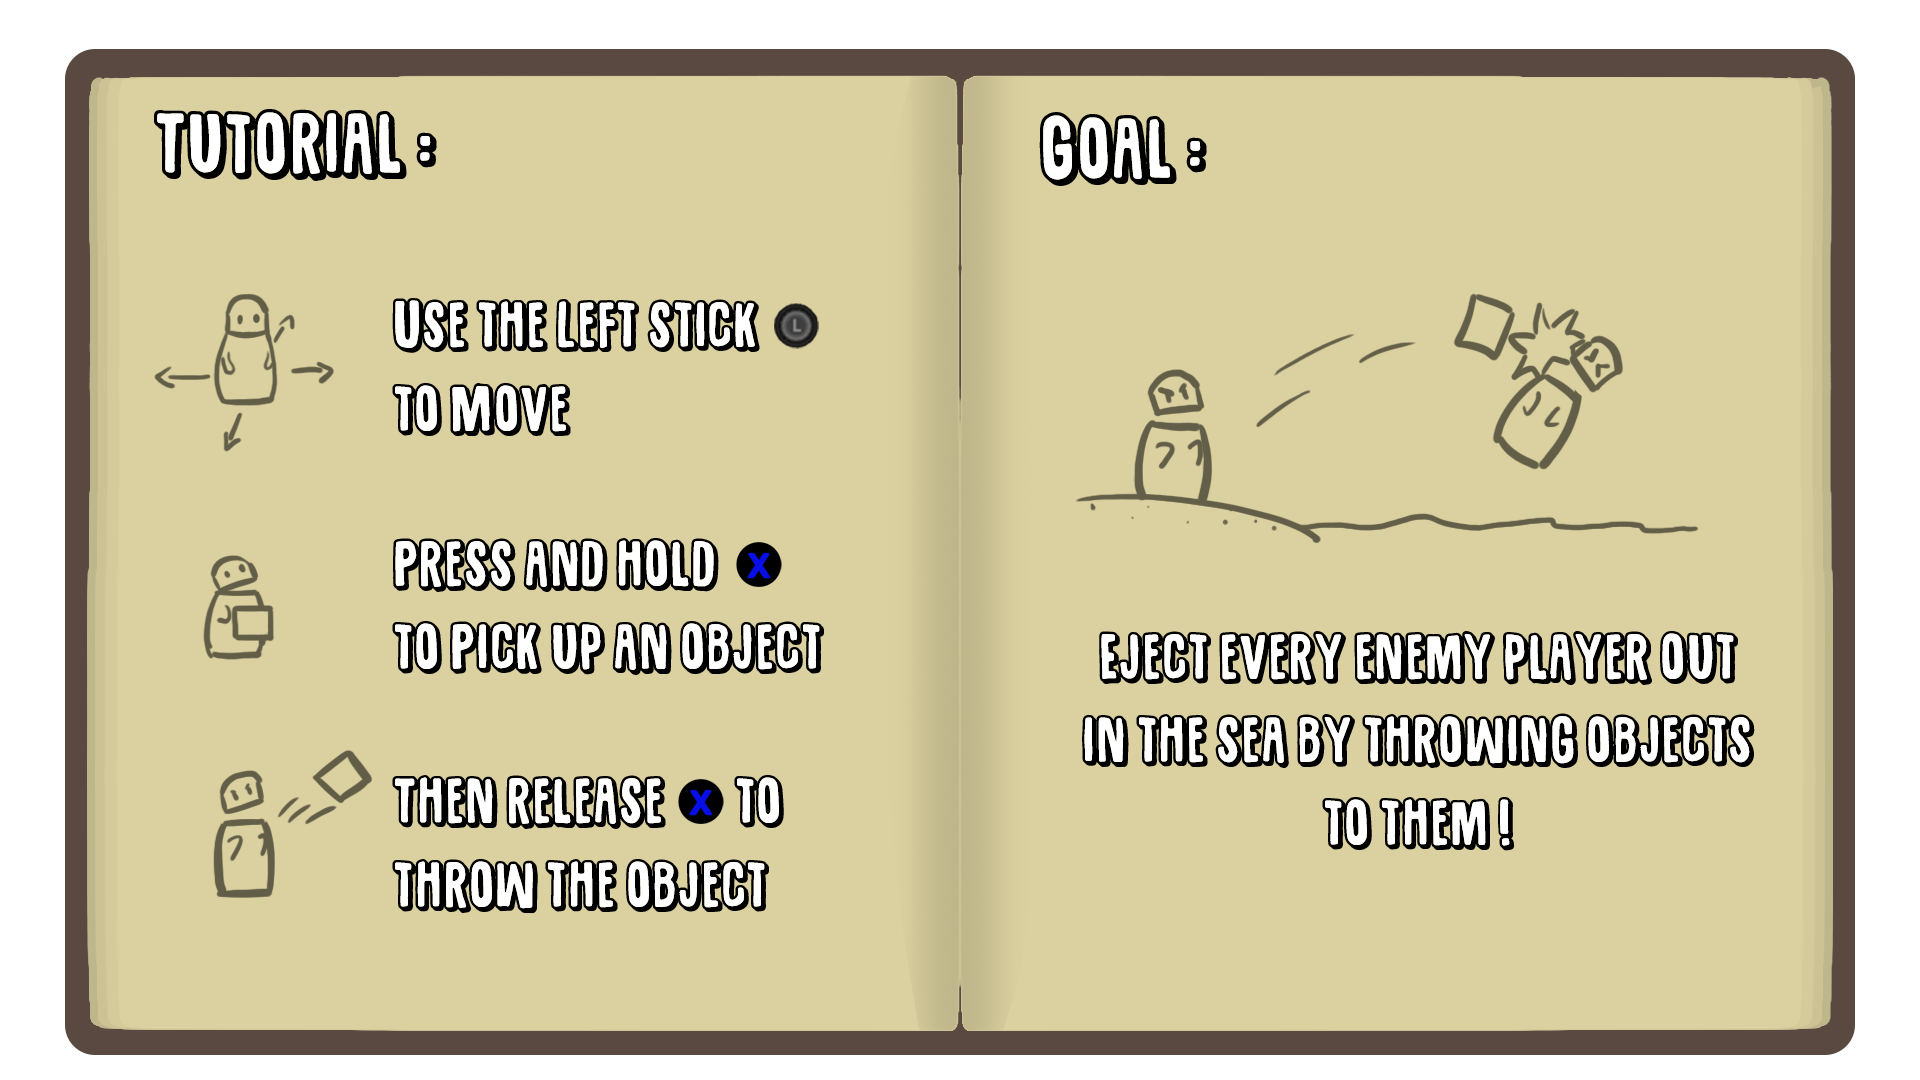 TUTORIAL :
USE THE LEFT STICK L
TO MOVE
PRESS AND HOLD X
TO PICK UP AN OBJECT
THEN RELEASE X TO
THROW THE OBJECT
GOAL :
EJECT EVERY ENEMY PLAYER OUT
IN THE SEA BY THROWING OBJECTS
TO THEM !